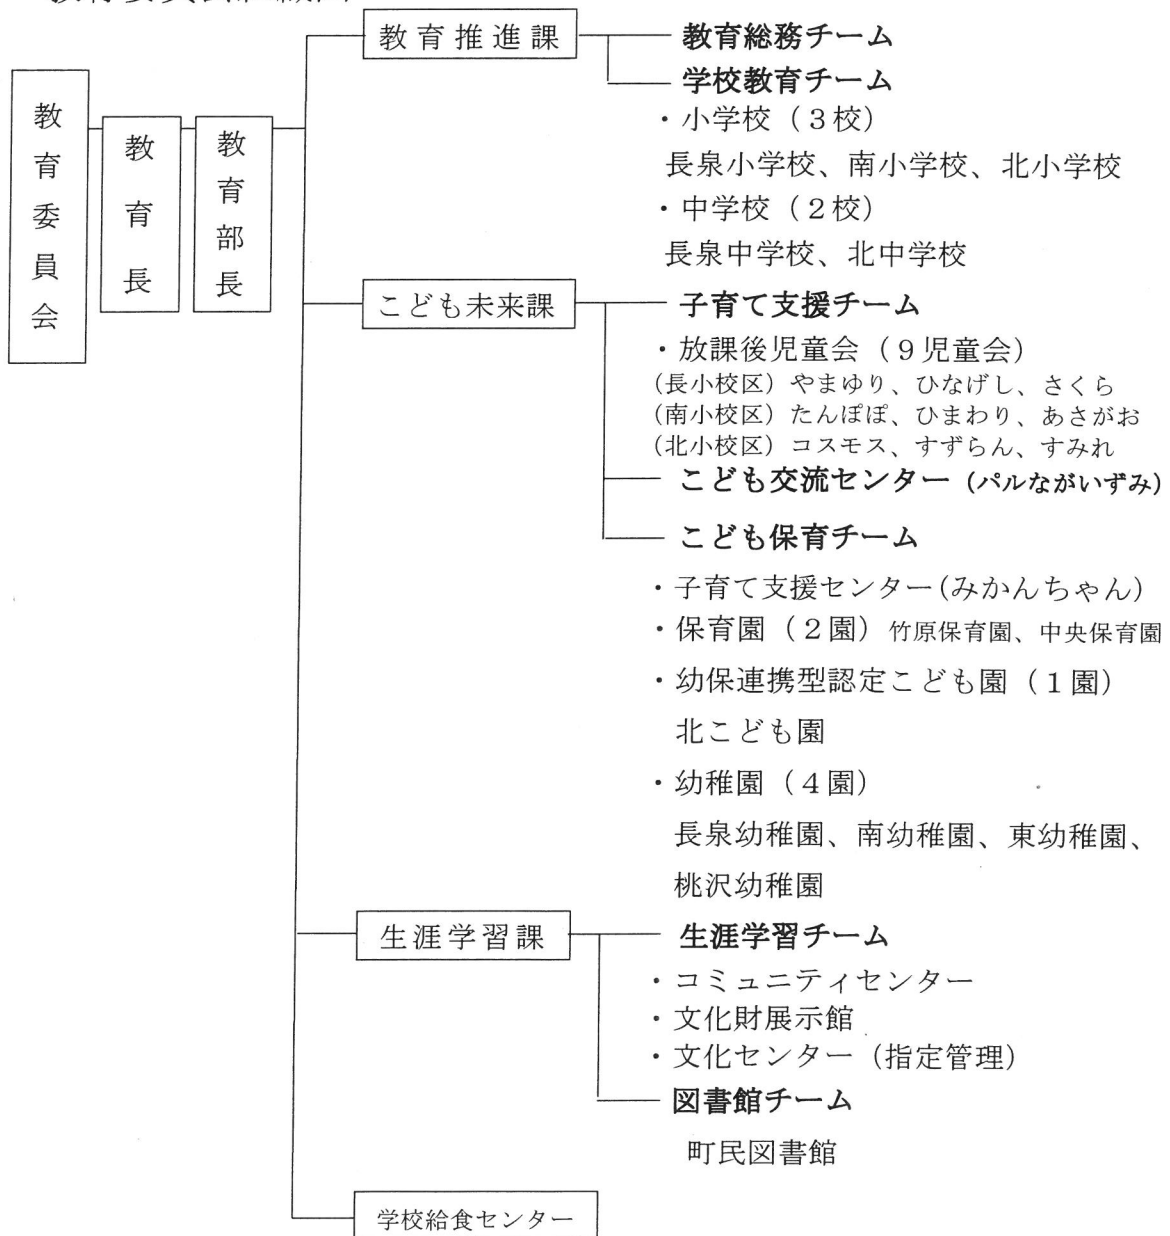 教育委員会
教育長
教育部長
教育推進課
教育総務チーム
学校教育チーム
・小学校（３校）
長泉小学校、南小学校、北小学校
・中学校（２校）
長泉中学校、北中学校
こども未来課
子育て支援チーム
・放課後児童会（９児童会）
(長小校区）やまゆり、ひなげし、さくら
(南小校区）たんぽぽ、ひまわり、あさがお
(北小校区）コスモス、すずらん、すみれ
こども交流センター (パルながいずみ)
こども保育チーム
・子育て支援センター(みかんちゃん)
・保育園（２園）竹原保育園、中央保育園
・幼保連携型認定こども園（１園）
北こども園
・幼稚園（４園）
長泉幼稚園、南幼稚園、東幼稚園、
桃沢幼稚園
生涯学習課
生涯学習チーム
・コミュニティセンター
・文化財展示館
・文化センター（指定管理）
図書館チーム
町民図書館
学校給食センター